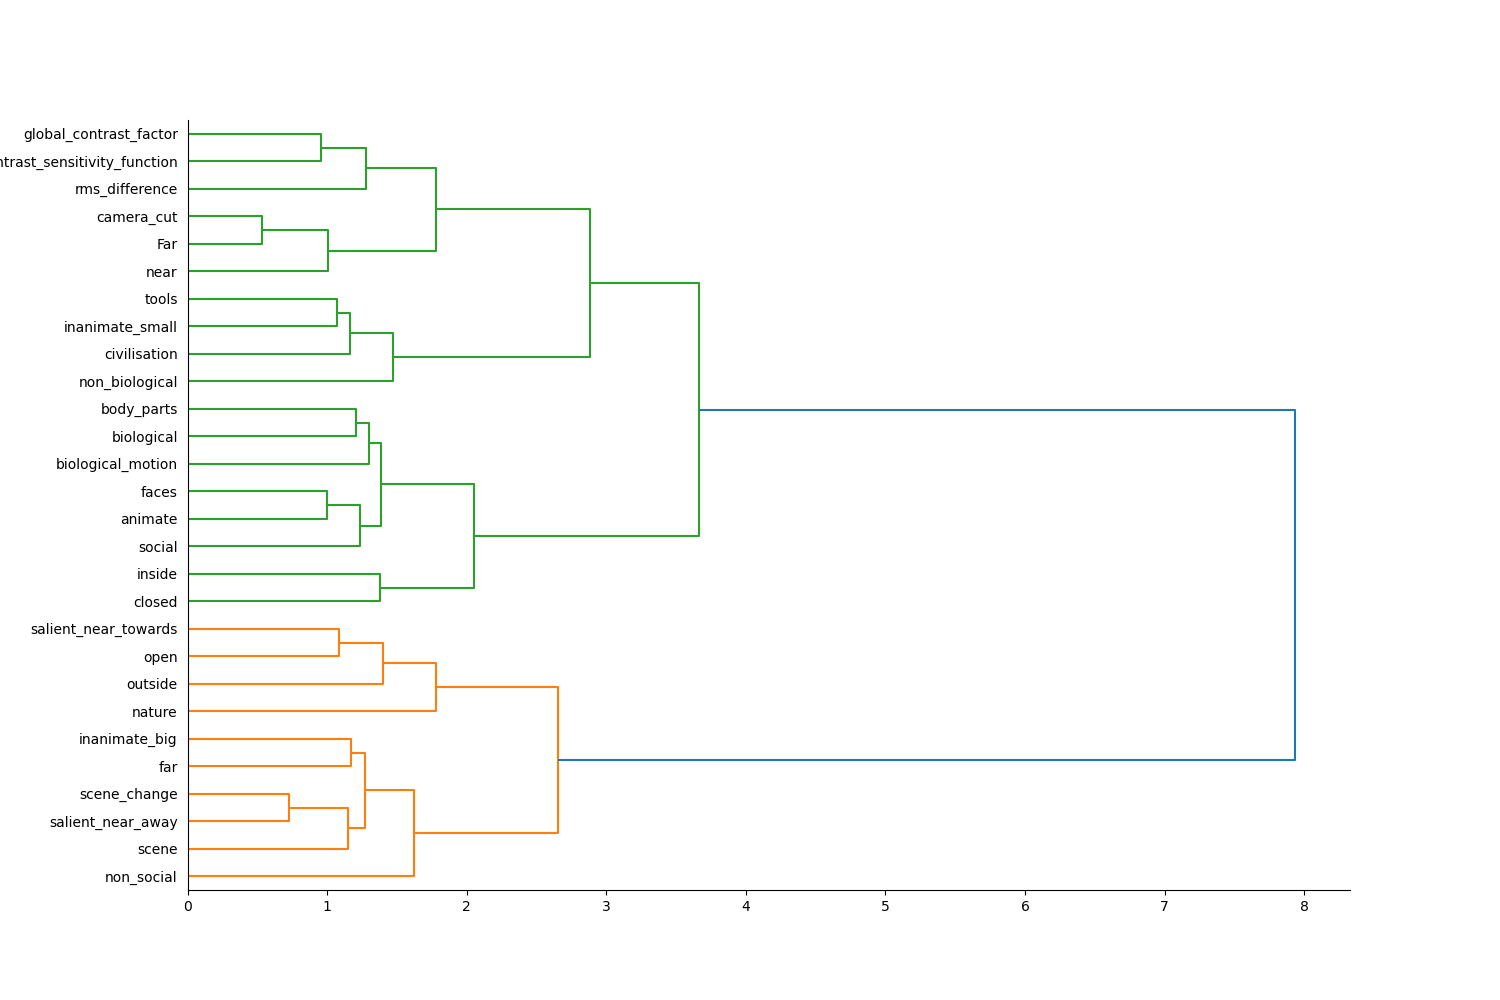 global_contrast_factor
ntrast_sensitivity_function
rms_difference
camera_cut
Far
near
tools
inanimate_small
civilisation
non_biological
body_parts
biological
biological_motion
faces
animate
social
inside
closed
salient_near_towards
open
outside
nature
inanimate_big
far
scene_change
salient_near_away
scene
non_social
0 1 2 3 4 5 6 7 8